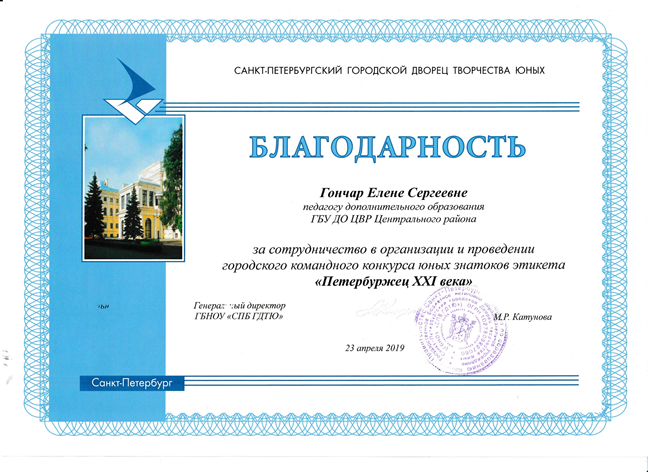 САНКТ-ПЕТЕРБУРГСКИЙ ГОРОДСКОЙ ДВОРЕЦ ТВОРЧЕСТВА ЮНЫХ
БЛАГОДАРНОСТЬ
Гончар Елене Сергеевне
педагогу дополнительного образования
ГБУ ДО ЦВР Центрального района
за сотрудничество в организации и проведении
городского командного конкурса юных знатоков этикета
«Петербуржец XXI века»
Генеральный директор
ГБНОУ «СПБ ГДТЮ»
М.Р. Катунова
23 апреля 2019
Санкт-Петербург